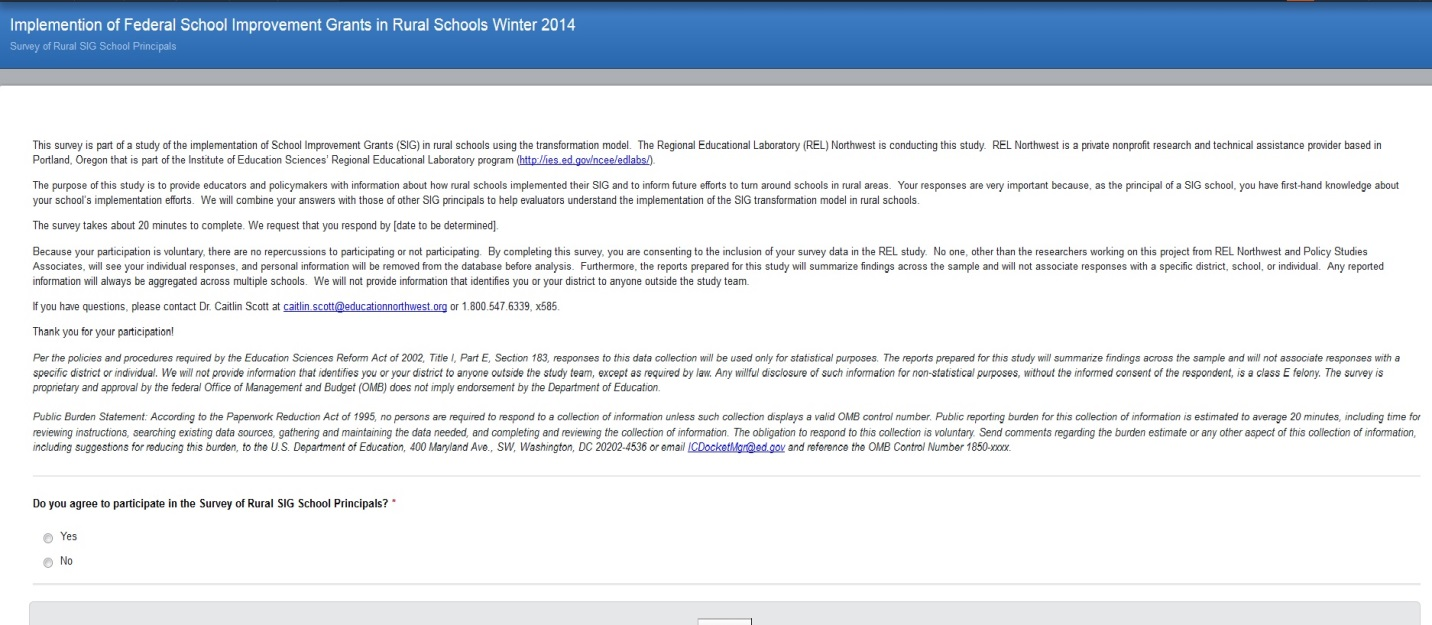 Implemention of Federal School Improvement Grants in Rural Schools Winter 2014
Survey of Rural SIG School Principals
This survey is part of a study of the implementation of School Improvement Grants (SIG) in rural schools using the transformation model. The Regional Educational Laboratory (REL) Northwest is conducting this study. REL Northwest is a private nonprofit research and technical assistance provider based in
Portland, Oregon that is part of the Institute of Education Sciences' Regional Educational Laboratory program (http://ies.ed.gov/ncee/edlabs/).
The purpose of this study is to provide educators and policymakers with information about how rural schools implemented their SIG and to inform future efforts to turn around schools in rural areas. Your responses are very important because, as the principal of a SIG school, you have first-hand knowledge about
your school's implementation efforts. We will combine your answers with those of other SIG principals to help evaluators understand the implementation of the SIG transformation model in rural schools.
The survey takes about 20 minutes to complete. We request that you respond by [date to be determined].
Because your participation is voluntary, there are no repercussions to participating or not participating. By completing this survey, you are consenting to the inclusion of your survey data in the REL study. No one, other than the researchers working on this project from REL Northwest and Policy Studies
Associates, will see your individual responses, and personal information will be removed from the database before analysis. Furthermore, the reports prepared for this study will summarize findings across the sample and will not associate responses with a specific district, school, or individual. Any reported
information will always be aggregated across multiple schools. We will not provide information that identifies you or your district to anyone outside the study team.
If you have questions, please contact Dr. Caitlin Scott at caitlin.scott@educationnorthwest.org or 1.800.547.6339, x585.
Thank you for your participation!
Per the policies and procedures required by the Education Sciences Reform Act of 2002, Title I, Part E, Section 183, responses to this data collection will be used only for statistical purposes. The reports prepared for this study will summarize findings across the sample and will not associate responses with a
specific district or individual. We will not provide information that identifies you or your district to anyone outside the study team, except as required by law. Any willful disclosure of such information for non-statistical purposes, without the informed consent of the respondent, is a class E felony. The survey is
proprietary and approval by the federal Office of Management and Budget (OMB) does not imply endorsement by the Department of Education.
Public Burden Statement: According to the Paperwork Reduction Act of 1995, no persons are required to respond to a collection of information unless such collection displays a valid OMB control number. Public reporting burden for this collection of information is estimated to average 20 minutes, including time for
reviewing instructions, searching existing data sources, gathering and maintaining the data needed, and completing and reviewing the collection of information. The obligation to respond to this collection is voluntary. Send comments regarding the burden estimate or any other aspect of this collection of information,
including suggestions for reducing this burden, to the U.S. Department of Education, 400 Maryland Ave., SW, Washington, DC 20202-4536 or email ICDocketMgr@ed.gov and reference the OMB Control Number 1850-xxxx.
Do you agree to participate in the Survey of Rural SIG School Principals? *
Yes
No